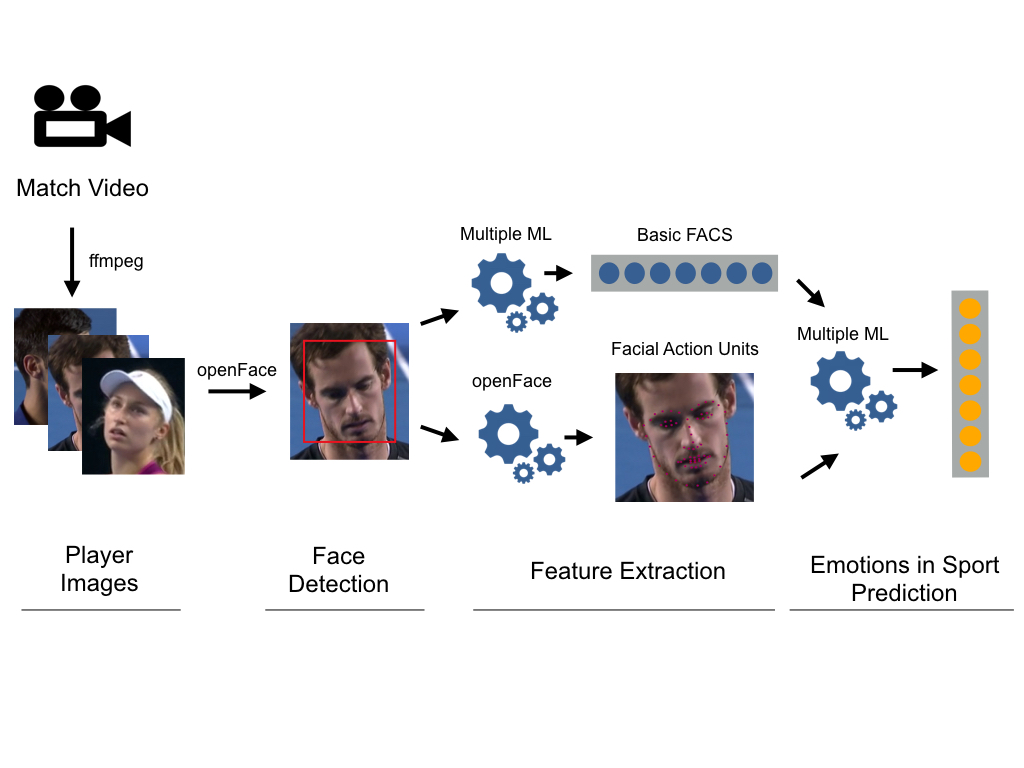 Match Video
ffmpeg
openFace
Multiple ML
Basic FACS
openFace
Facial Action Units
Multiple ML
Player
Images
Face
Detection
Feature Extraction
Emotions in Sport
Prediction